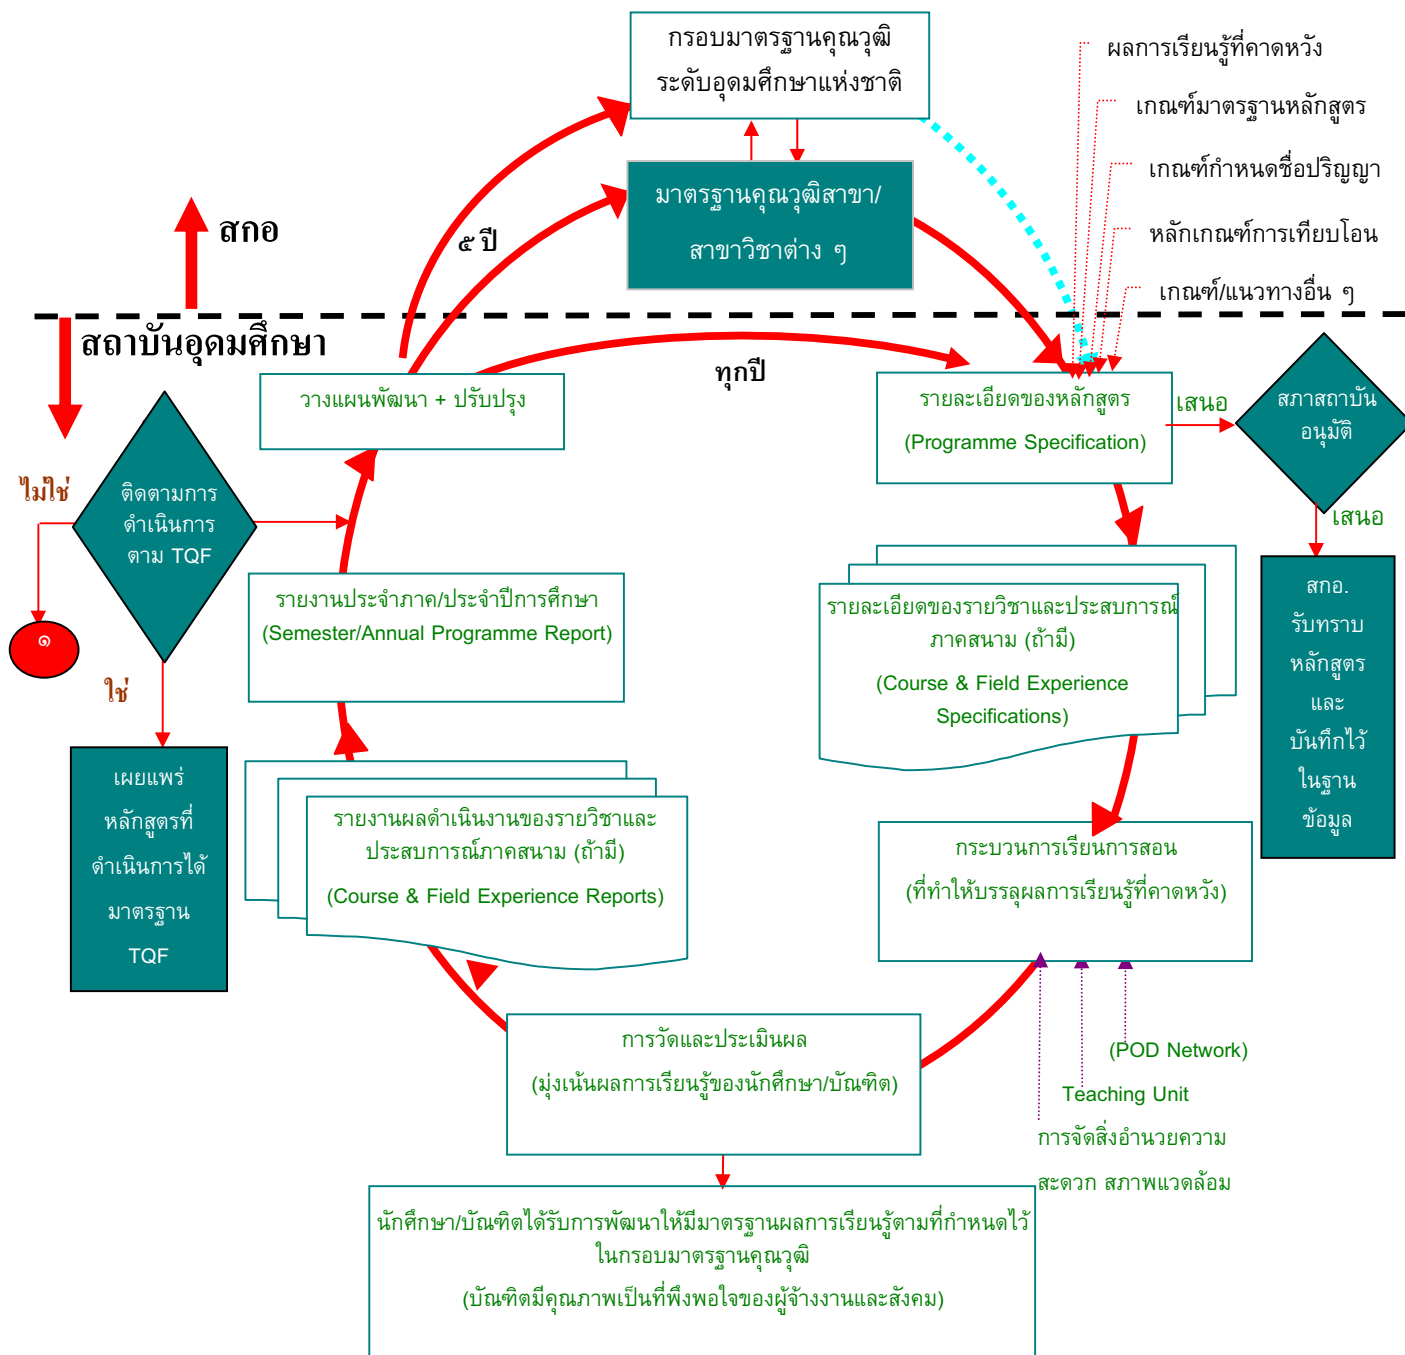 กรอบมาตรฐานคุณวุฒิ
ระดับอุดมศึกษาแห่งชาติ
ผลการเรียนรู้ที่คาดหวัง
เกณฑ์มาตรฐานหลักสูตร
เกณฑ์กำหนดชื่อปริญญา
หลักเกณฑ์การเทียบโอน
เกณฑ์/แนวทางอื่น ๆ
มาตรฐานคุณวุฒิสาขา/
สาขาวิชาต่าง ๆ
สกอ
๕ ปี
สถาบันอุดมศึกษา
ทุกปี
วางแผนพัฒนา + ปรับปรุง
รายละเอียดของหลักสูตร
(Programme Specification)
เสนอ
สภาสถาบัน
อนุมัติ
เสนอ
ไม่ใช่
ติดตามการ
ดำเนินการ
ตาม TQF
๑
ใช่
รายงานประจำภาค/ประจำปีการศึกษา
(Semester/Annual Programme Report)
รายละเอียดของรายวิชาและประสบการณ์
ภาคสนาม (ถ้ามี)
(Course & Field Experience
Specifications)
สกอ.
รับทราบ
หลักสูตร
และ
บันทึกไว้
ในฐาน
ข้อมูล
เผยแพร่
หลักสูตรที่
ดำเนินการได้
มาตรฐาน
TQF
รายงานผลดำเนินงานของรายวิชาและ
ประสบการณ์ภาคสนาม (ถ้ามี)
(Course & Field Experience Reports)
กระบวนการเรียนการสอน
(ที่ทำให้บรรลุผลการเรียนรู้ที่คาดหวัง)
การวัดและประเมินผล
(มุ่งเน้นผลการเรียนรู้ของนักศึกษา/บัณฑิต)
(POD Network)
Teaching Unit
การจัดสิ่งอำนวยความ
สะดวก สภาพแวดล้อม
นักศึกษา/บัณฑิตได้รับการพัฒนาให้มีมาตรฐานผลการเรียนรู้ตามที่กำหนดไว้
ในกรอบมาตรฐานคุณวุฒิ
(บัณฑิตมีคุณภาพเป็นที่พึงพอใจของผู้จ้างงานและสังคม)